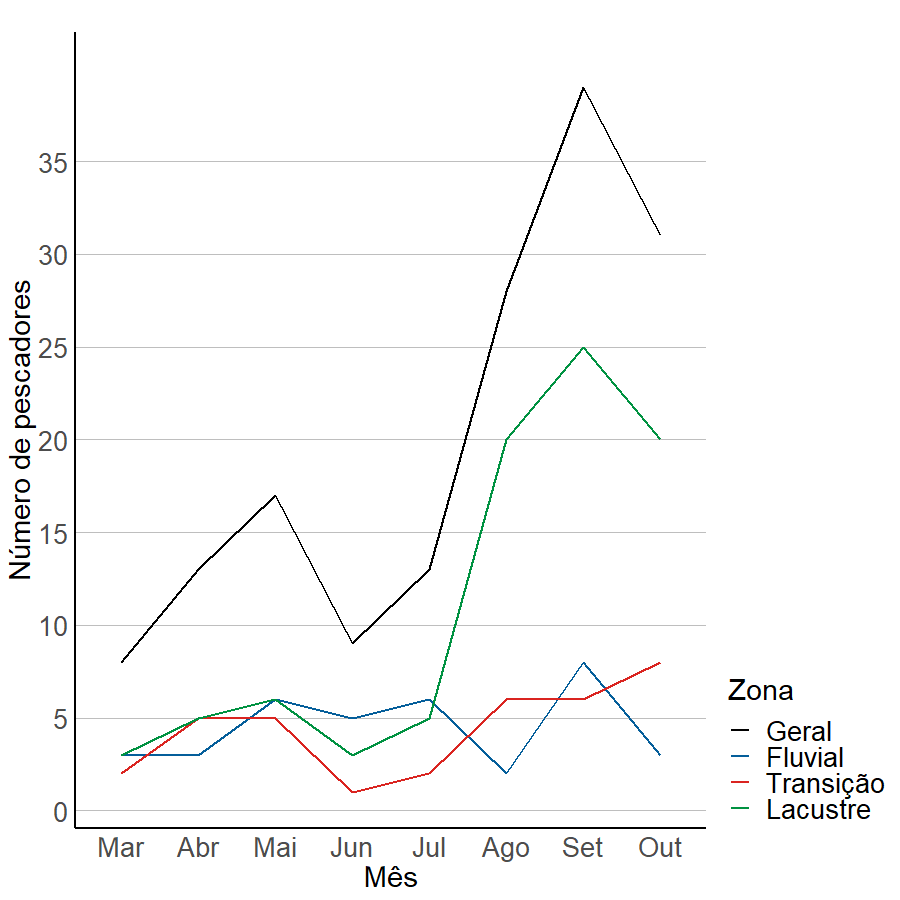 Número de pescadores
35
30
25
20
15
10
5
0
Mar Abr Mai Jun Jul Ago Set Out
Mês
Zona
Geral
Fluvial
Transição
Lacustre